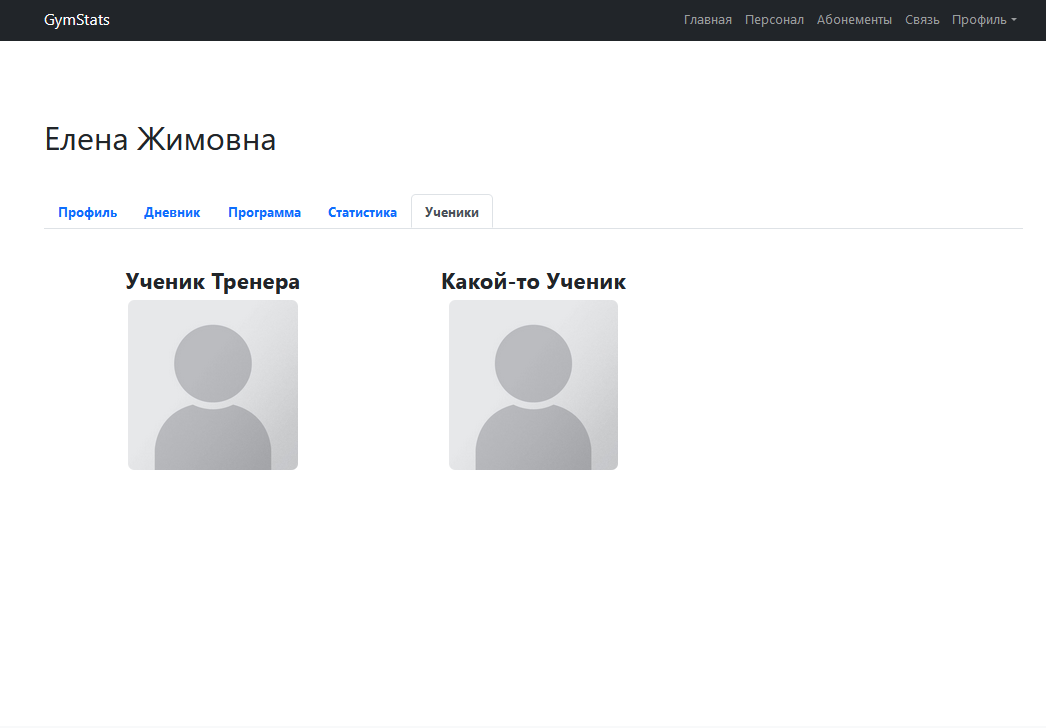 GymStats Главная Персонал Абонементы Связь Профиль
Елена Жимовна
Профиль Дневник Программа Статистика Ученики
Ученик Тренера Какой-то Ученик